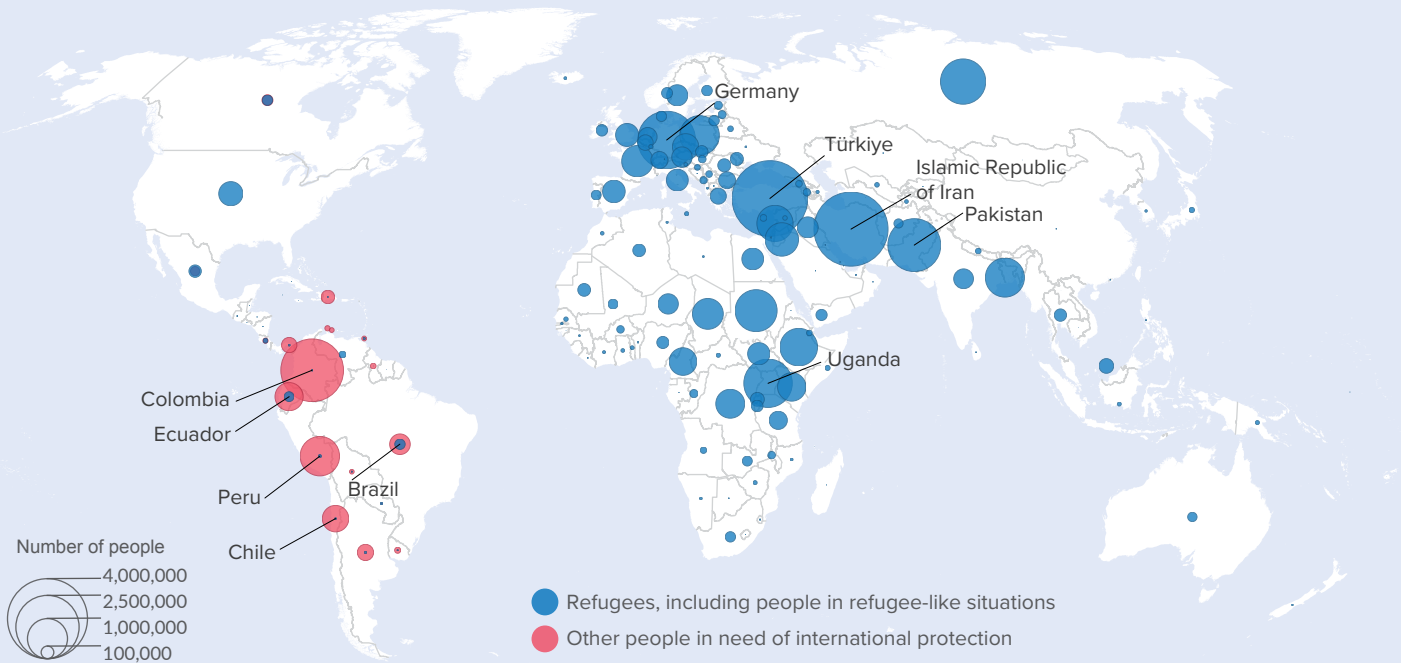 Germany
Türkiye
Islamic Republic
of Iran
Pakistan
Uganda
Colombia
Ecuador
Peru
Brazil
Chile
Number of people
4,000,000
2,500,000
1,000,000
100,000
Refugees, including people in refugee-like situations
Other people in need of international protection